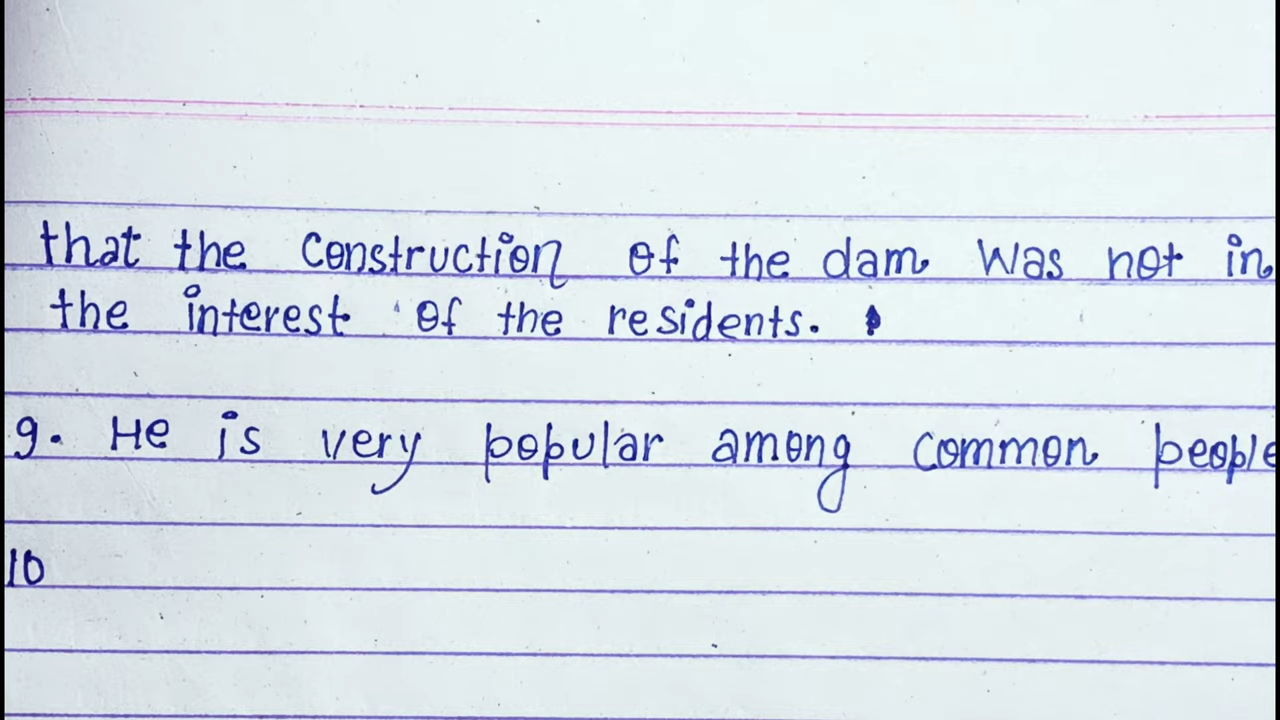 that the construction of the dam was not in
the interest of the residents.
9. He is very popular among common people
10